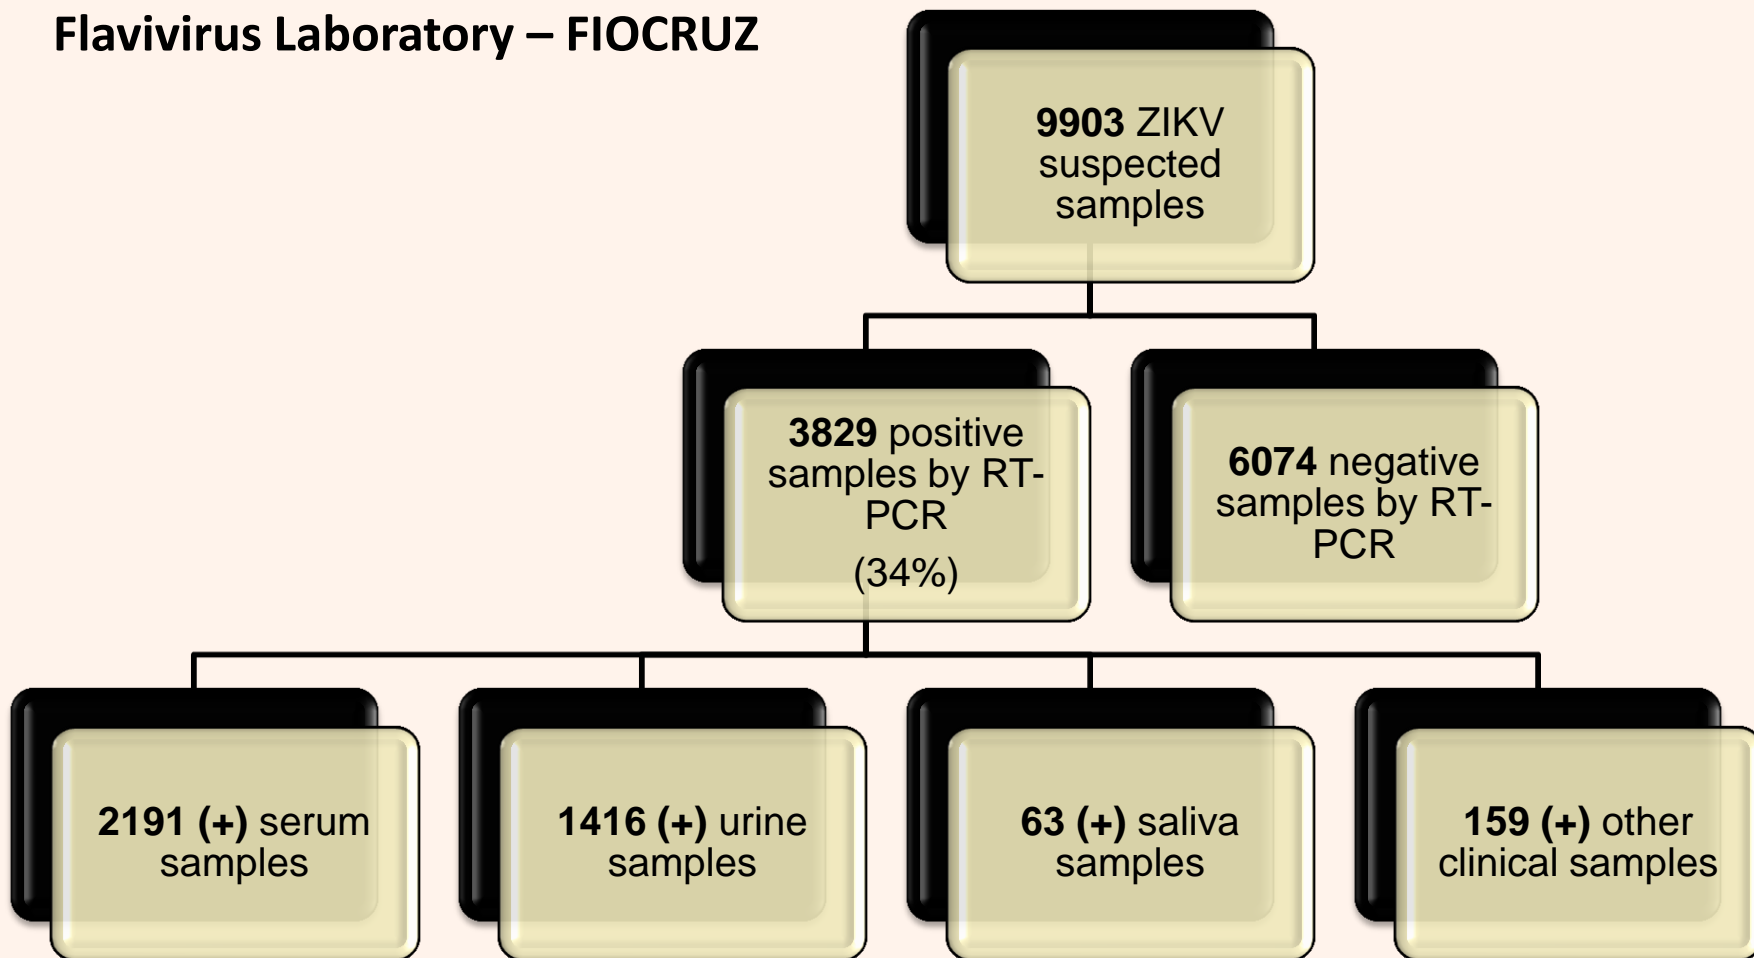 Flavivirus Laboratory – FIOCRUZ
9903 ZIKV
suspected
samples
3829 positive
samples by RT-
PCR
(34%)
6074 negative
samples by RT-
PCR
2191 (+) serum
samples
1416 (+) urine
samples
63 (+) saliva
samples
159 (+) other
clinical samples